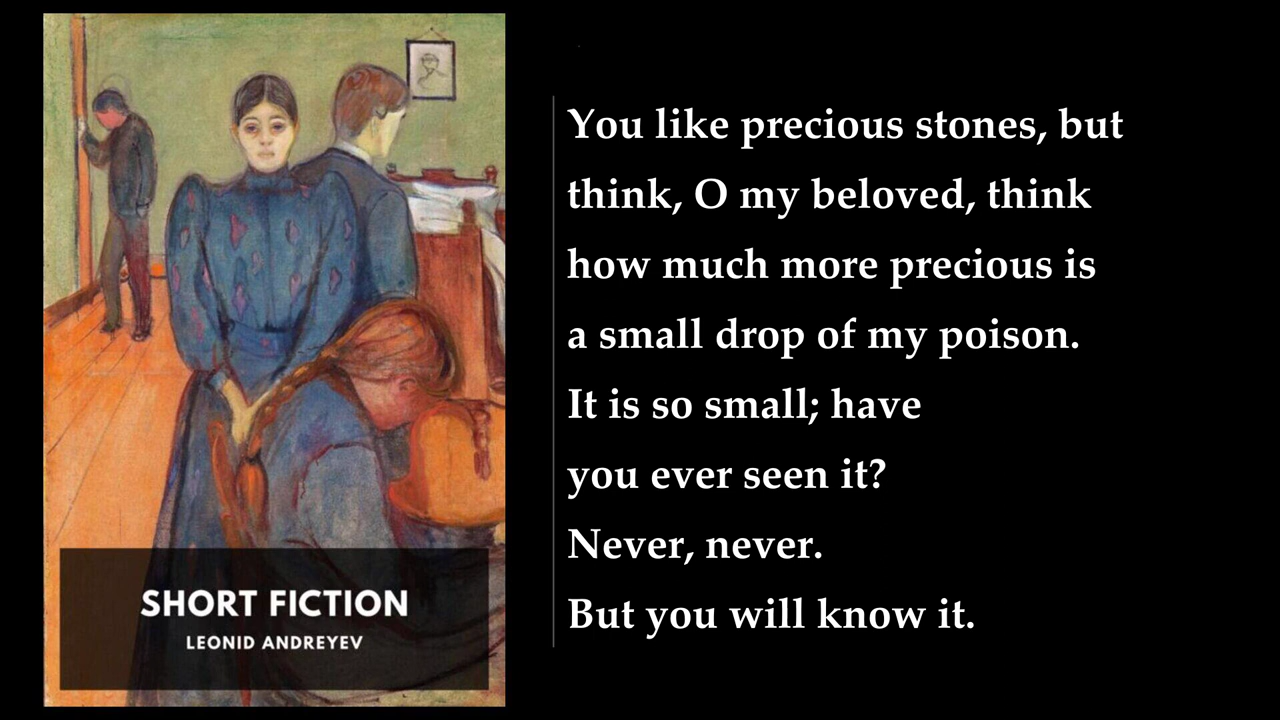 You like precious stones, but
think, O my beloved, think
how much more precious is
a small drop of my poison.
It is so small; have
you ever seen it?
Never, never.
But you will know it.
SHORT FICTION
LEONID ANDREYEV